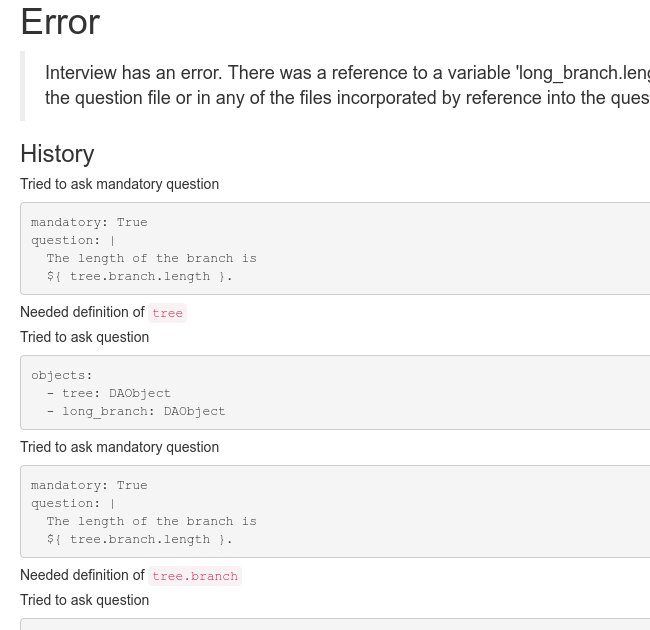 Error
Interview has an error. There was a reference to a variable 'long_branch.leng
the question file or in any of the files incorporated by reference into the ques
History
Tried to ask mandatory question
mandatory: True
question: |
  The length of the branch is
  ${ tree.branch.length }.
Needed definition of tree
Tried to ask question
objects:
  - tree: DAObject
  - long_branch: DAObject
Tried to ask mandatory question
mandatory: True
question: |
  The length of the branch is
  ${ tree.branch.length }.
Needed definition of tree.branch
Tried to ask question